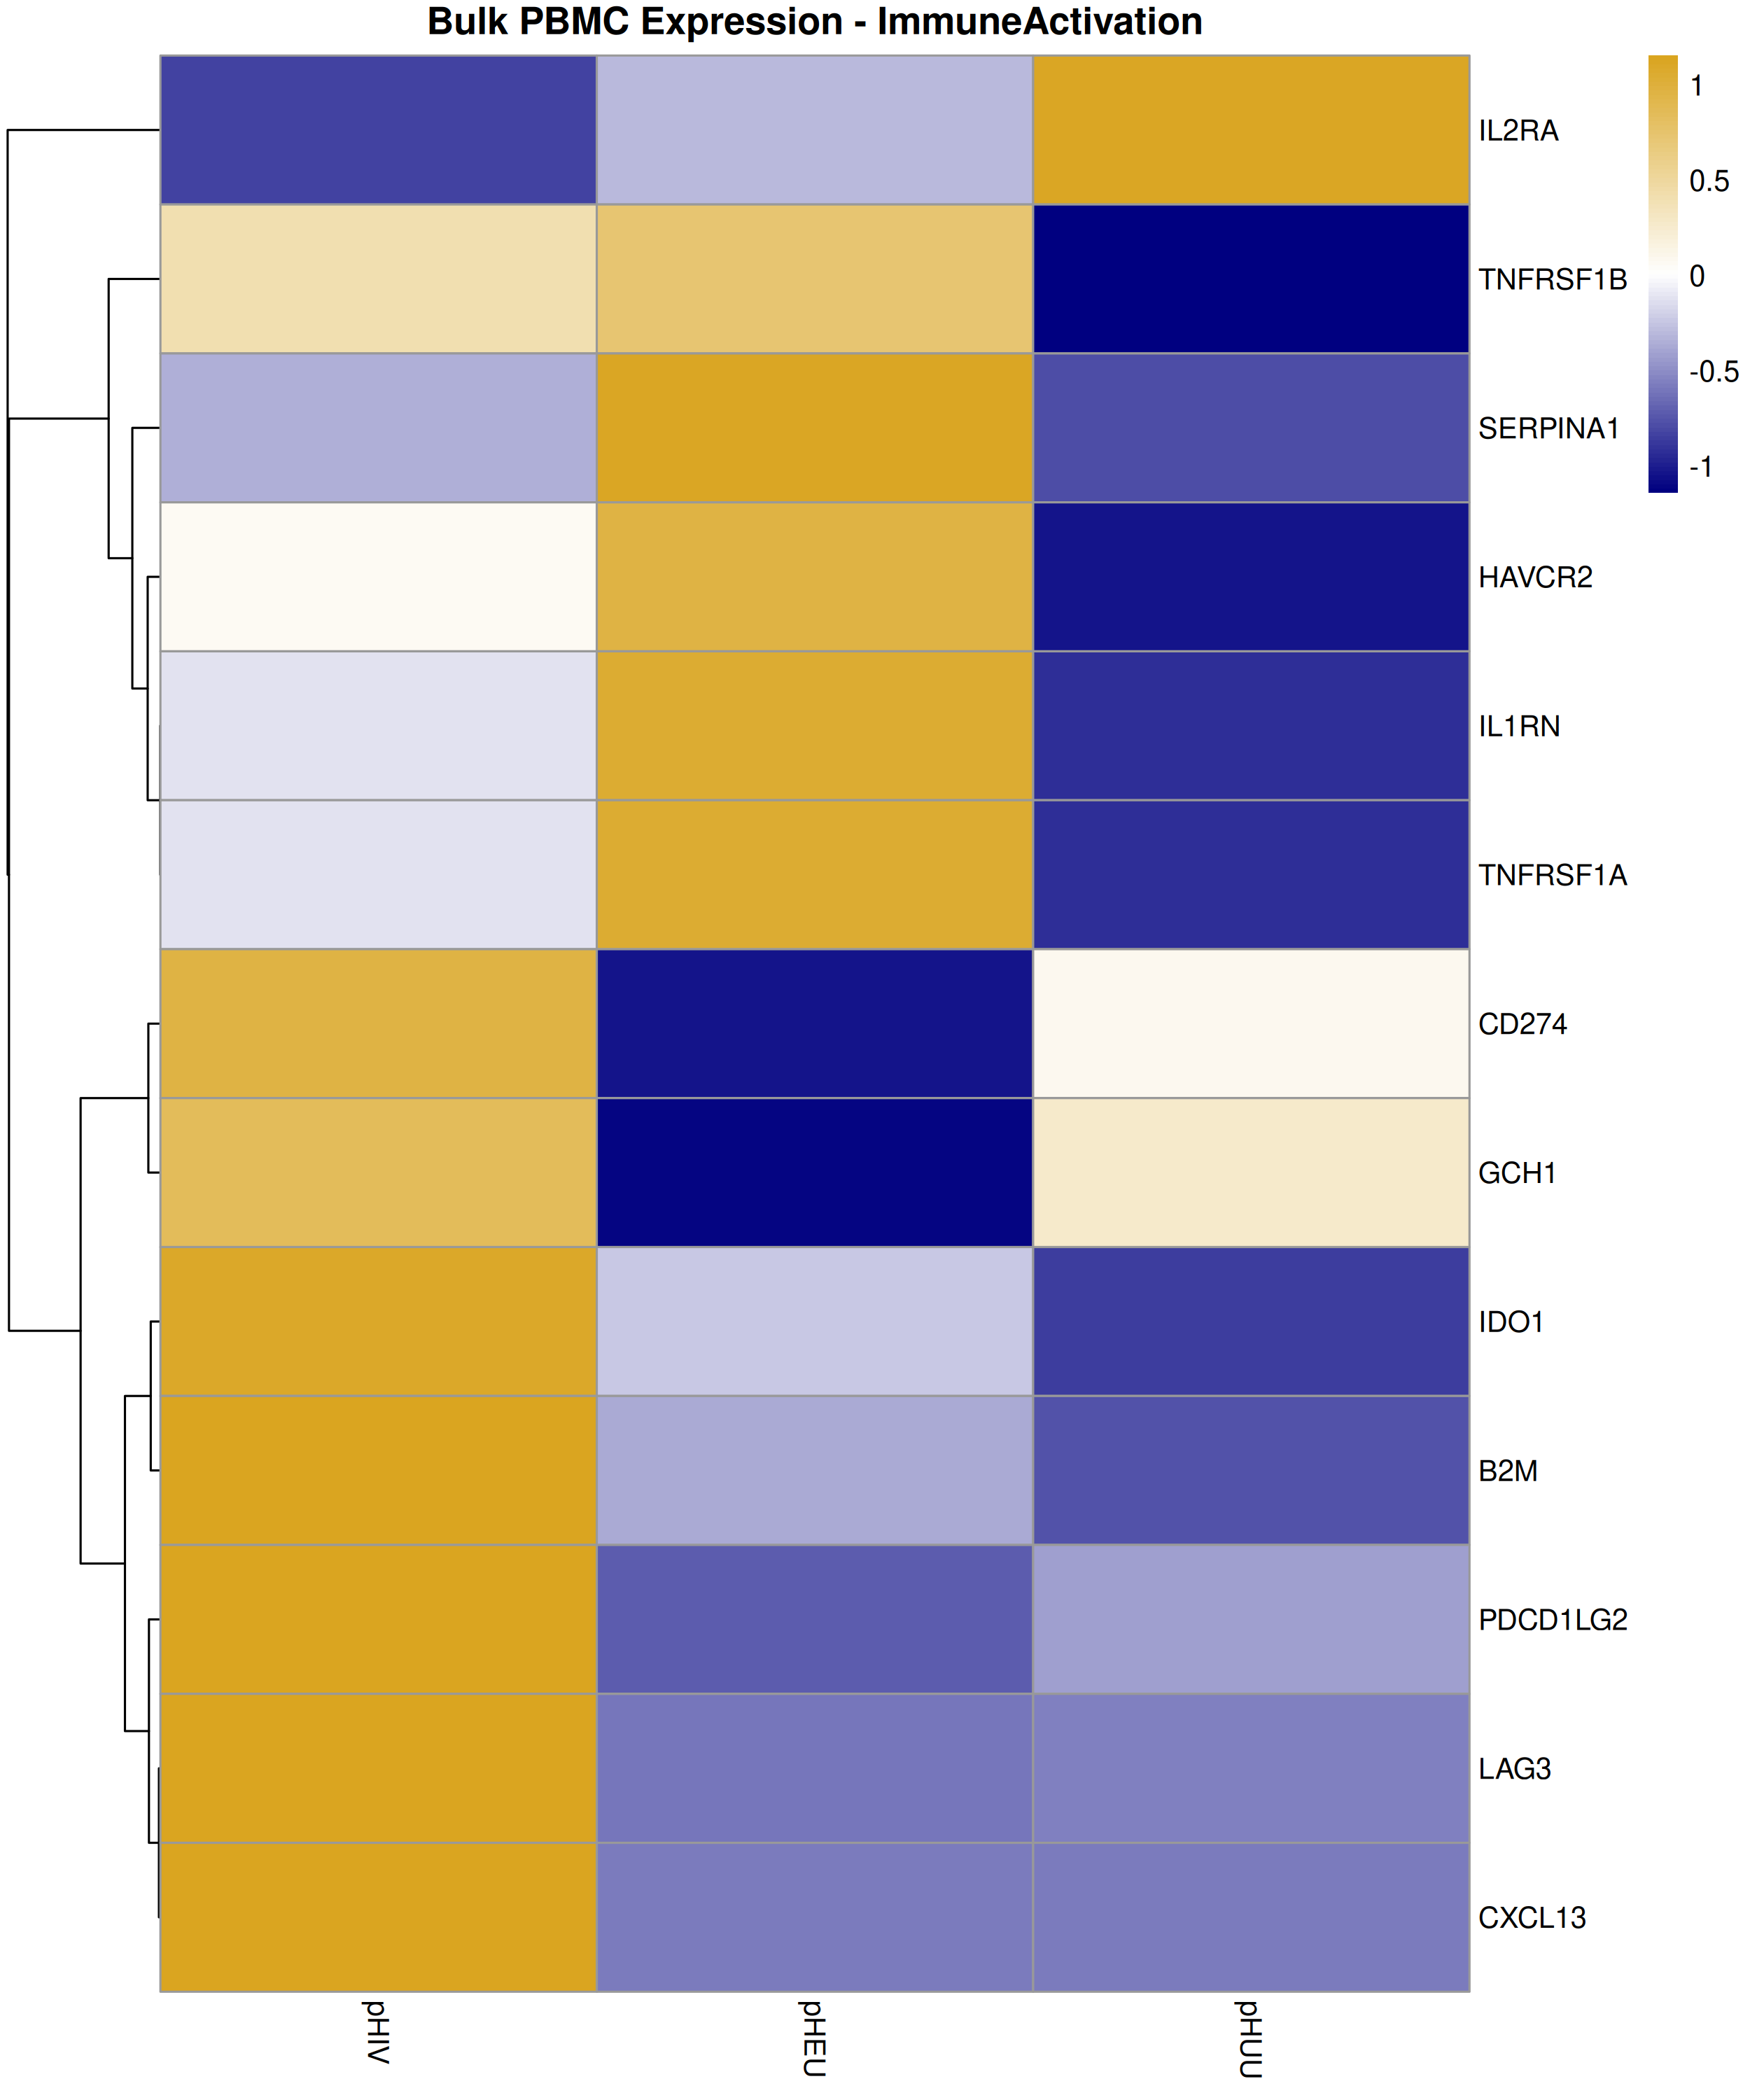 Bulk PBMC Expression - ImmuneActivation
1
0.5
0
-0.5
-1
IL2RA
TNFRSF1B
SERPINA1
HAVCR2
IL1RN
TNFRSF1A
CD274
GCH1
IDO1
B2M
PDCD1LG2
LAG3
CXCL13
pHIV
pHEU
pHUU